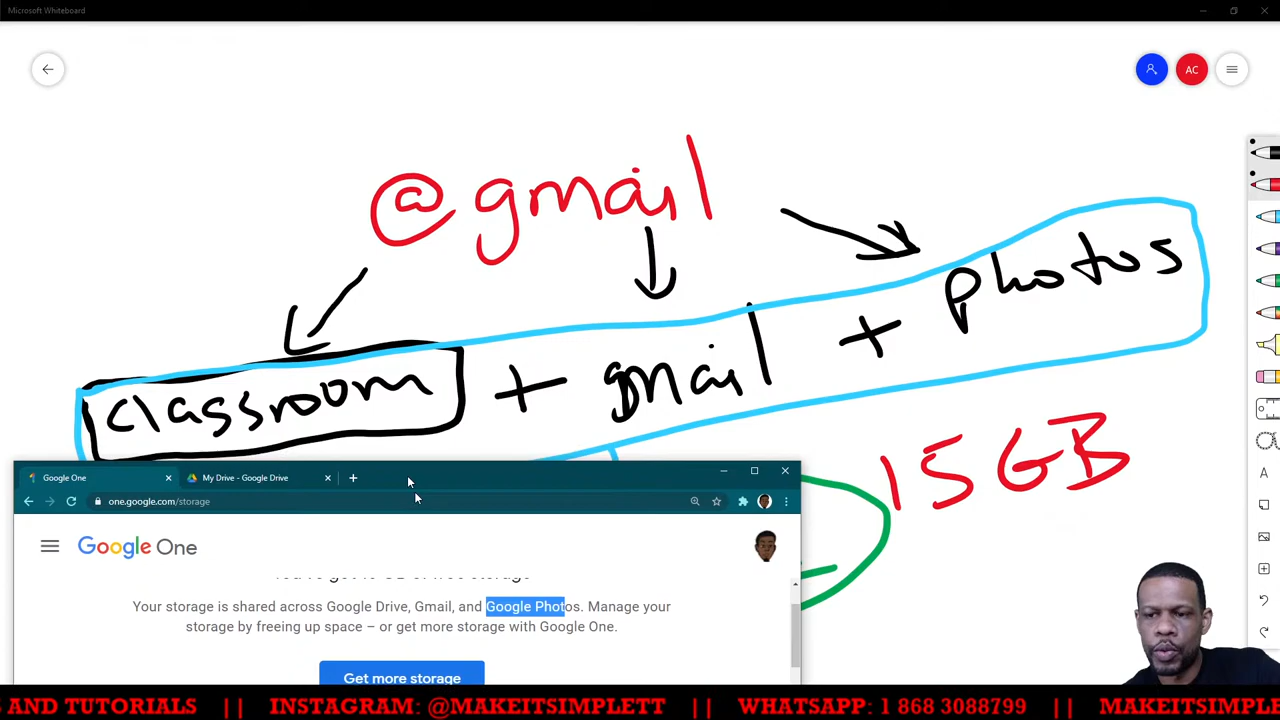 Microsoft Whiteboard
AC
@gmail
classroom + gmail + photos
15GB
Google One
My Drive - Google Drive
one.google.com/storage
Google One
Your storage is shared across Google Drive, Gmail, and Google Photos. Manage your
storage by freeing up space – or get more storage with Google One.
Get more storage
S AND TUTORIALS || INSTAGRAM: @MAKEITSIMPLETT || WHATSAPP: 1 868 3088799 || MAKEITSIMPL